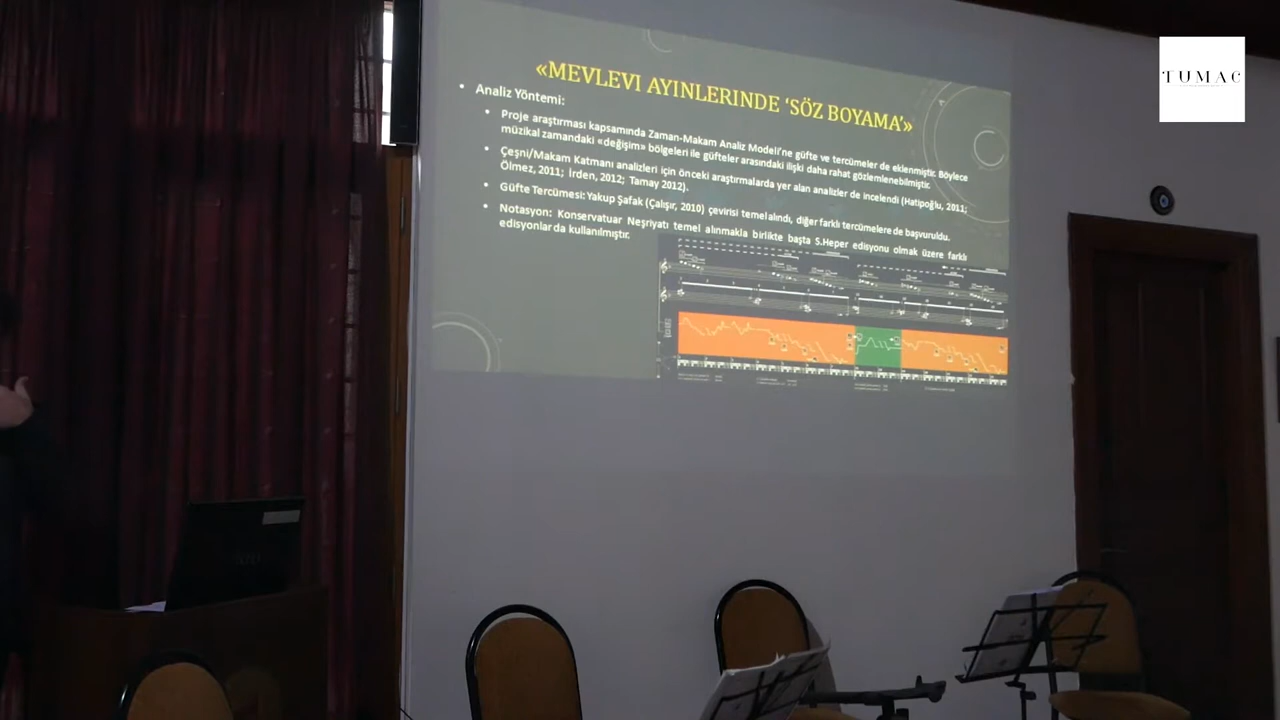 TUMAC
«MEVLEVI AYINLERINDE ‘SÖZ BOYAMA’»
• Analiz Yöntemi:
• Proje araştırması kapsamında Zaman-Makam Analiz Modeli’ne güfte ve tercümeler de eklenmiştir. Böylece
müzikal zamandaki «değişim» bölgeleri ile güfteler arasındaki ilişki daha rahat gözlemlenebilmiştir.
• Çeşni/Makam Katmanı analizleri için önceki araştırmalarda yer alan analizler de incelendi (Hatipoğlu, 2011;
Ölmez, 2011; İrden, 2012; Tamay 2012).
• Güfte Tercümesi: Yakup Şafak (Çalışır, 2010) çevirisi temel alındı, diğer farklı tercümelere de başvuruldu.
• Notasyon: Konservatuar Neşriyatı temel alınmakla birlikte başta S.Heper edisyonu olmak üzere farklı
edisyonlar da kullanılmıştır.